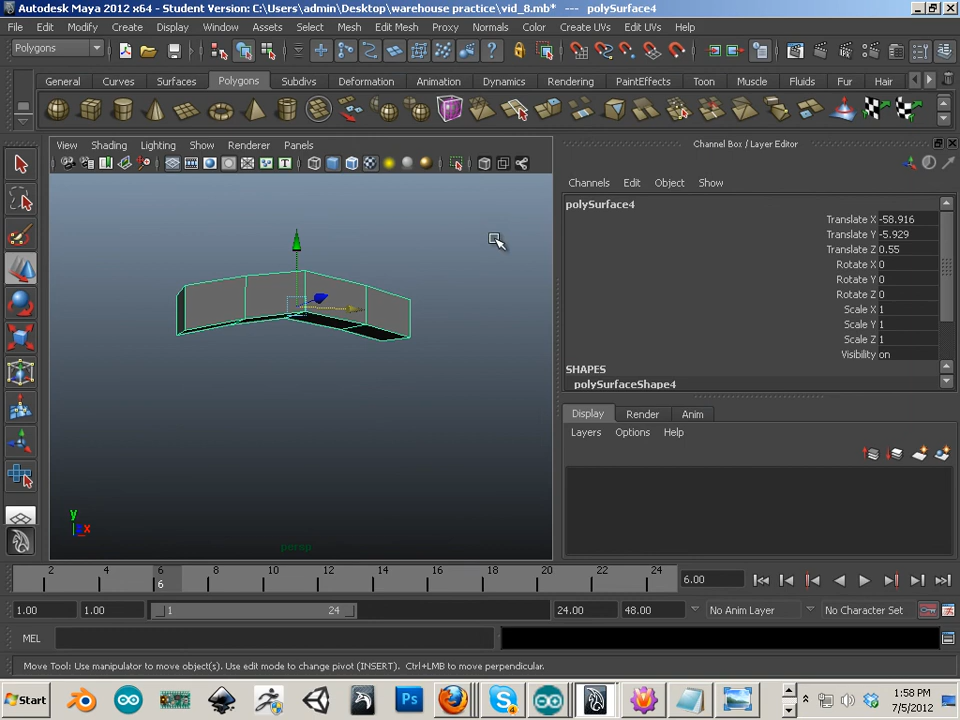 Autodesk Maya 2012 x64 - Student Version: C:\Users\admin\Desktop\warehouse practice\vid_8.mb* --- polySurface4
File Edit Modify Create Display Window Assets Select Mesh Edit Mesh Proxy Normals Color Create UVs Edit UVs Help
Polygons
General Curves Surfaces Polygons Subdivs Deformation Animation Dynamics Rendering PaintEffects Toon Muscle Fluids Fur Hair
View Shading Lighting Show Renderer Panels
Channel Box / Layer Editor
Channels Edit Object Show
polySurface4
Translate X -58.916
Translate Y -5.929
Translate Z 0.55
Rotate X 0
Rotate Y 0
Rotate Z 0
Scale X 1
Scale Y 1
Scale Z 1
Visibility on
SHAPES
polySurfaceShape4
Display Render Anim
Layers Options Help
y
x
persp
2 4 6 8 10 12 14 16 18 20 22 24
6
6.00
1.00 1.00 1 24 24.00 48.00 No Anim Layer No Character Set
MEL
Move Tool: Use manipulator to move object(s). Use edit mode to change pivot (INSERT). Ctrl+LMB to move perpendicular.
Start
1:58 PM
7/5/2012